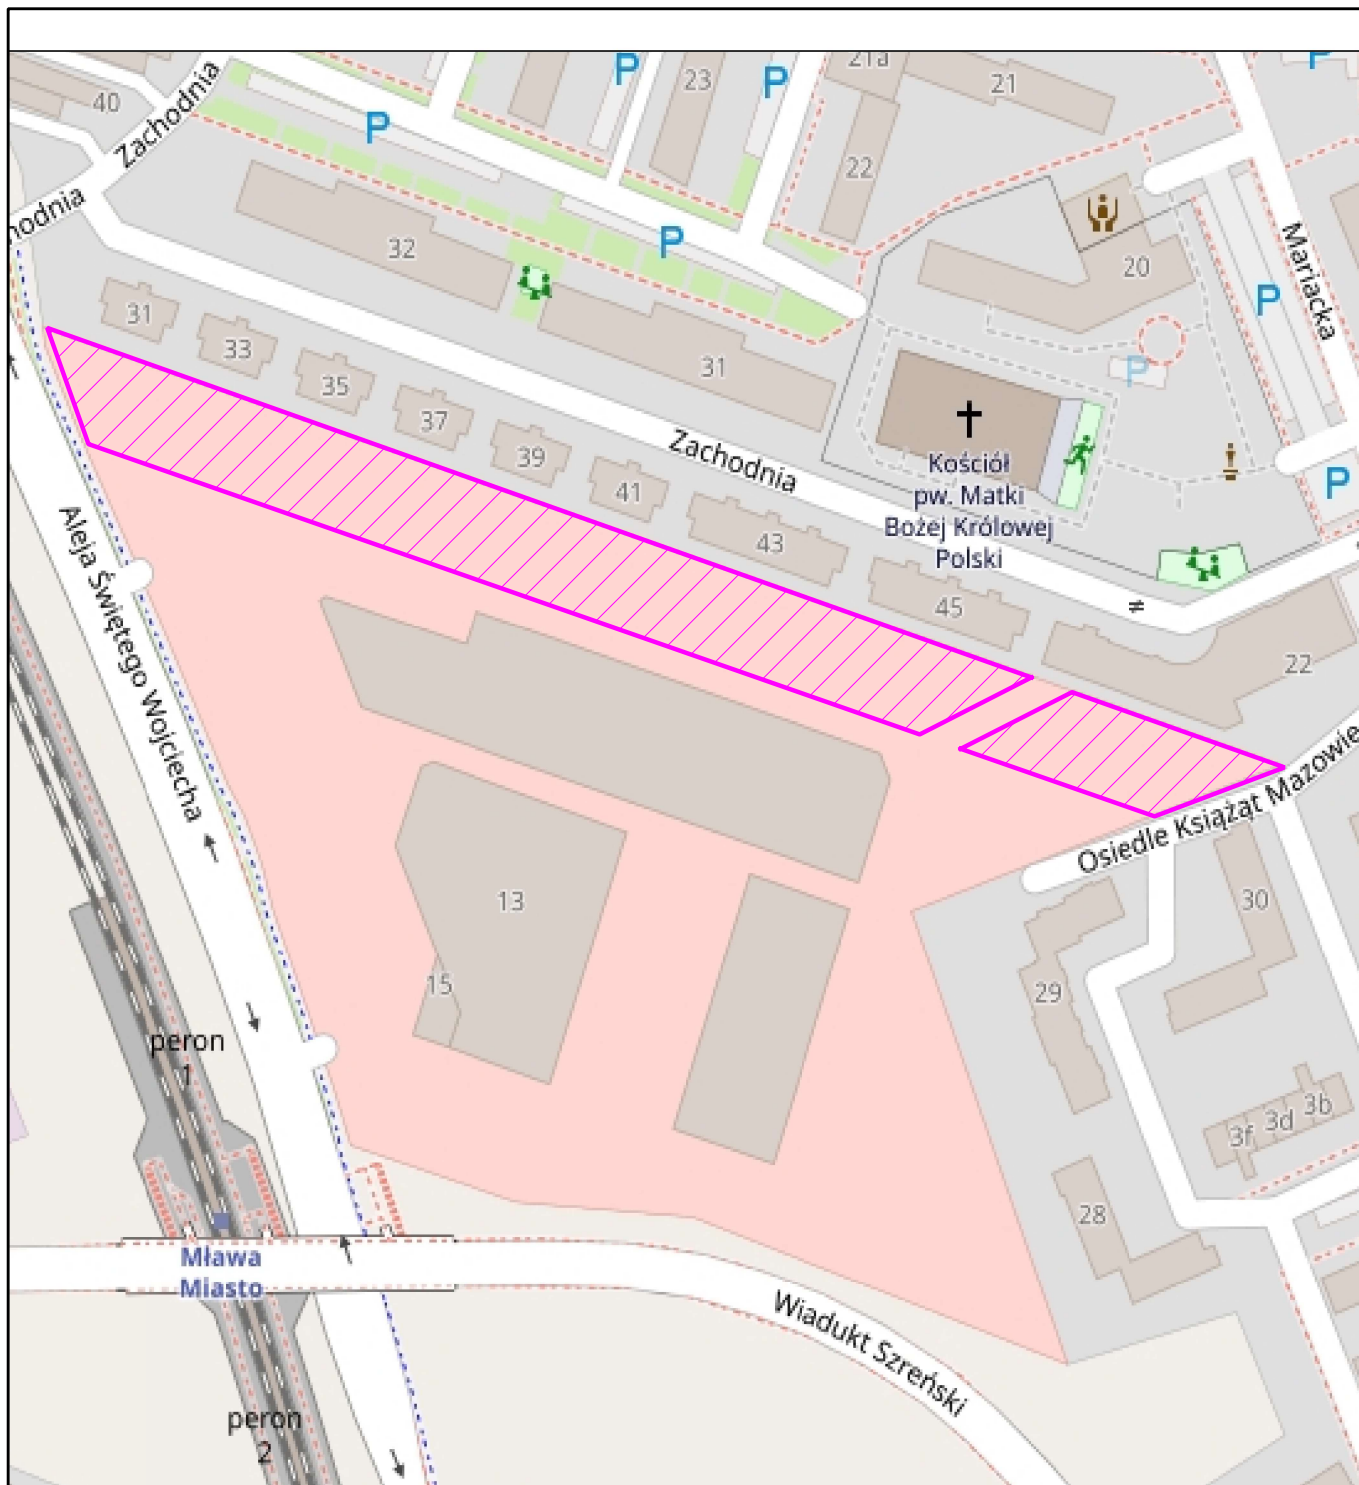 P
23
P
21a
21
P
40
Zachodnia
P
22
hodnia
32
P
20
Mariacka
P
31
33
35
31
P
37
39
Zachodnia
41
Kościół
pw. Matki
Bożej Królowej
Polski
P
43
45
≠
22
Aleja Świętego Wojciecha
Osiedle Książąt Mazowie
13
30
15
29
peron
1
3f
3d
3b
28
Mława
Miasto
Wiadukt Szreński
peron
2